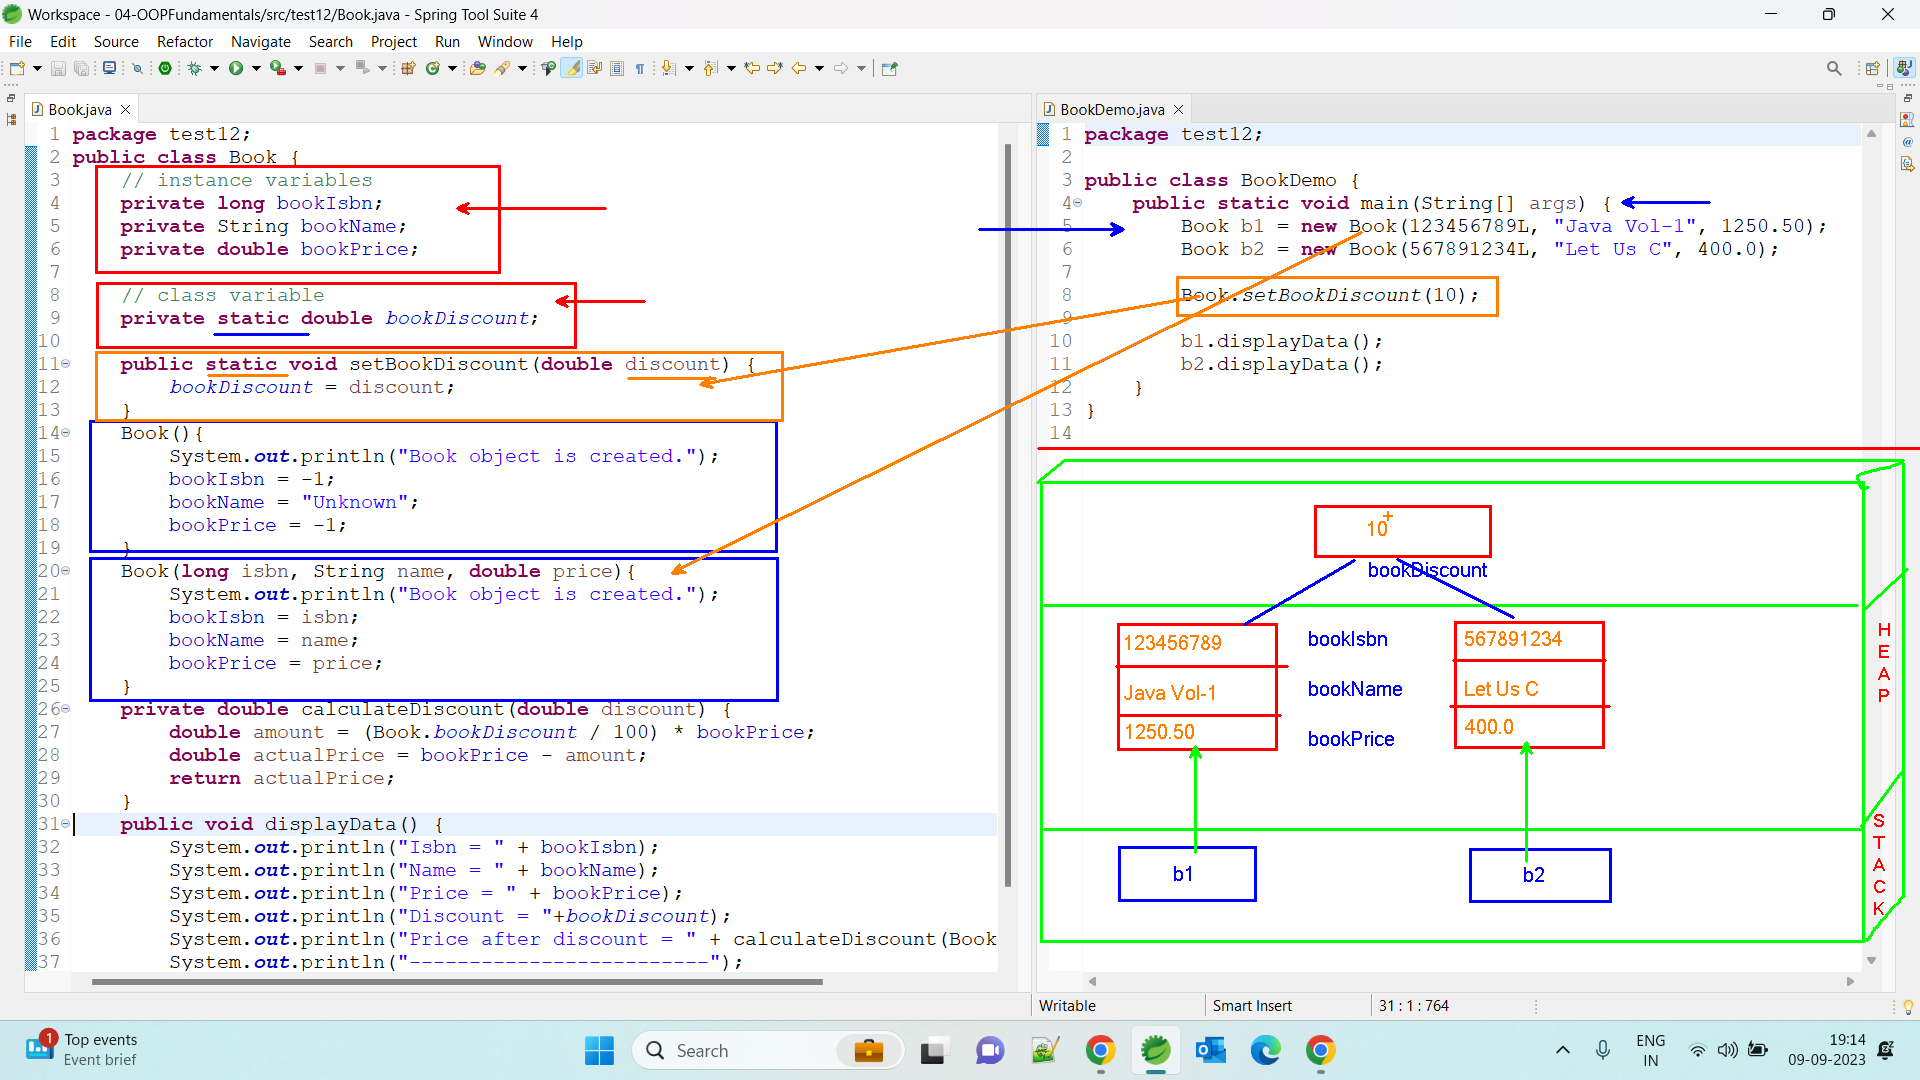 Workspace - 04-OOPFundamentals/src/test12/Book.java - Spring Tool Suite 4
File Edit Source Refactor Navigate Search Project Run Window Help
Book.java
1 package test12;
2 public class Book {
3 // instance variables
4 private long bookIsbn;
5 private String bookName;
6 private double bookPrice;
7
8 // class variable
9 private static double bookDiscount;
10
11 public static void setBookDiscount(double discount) {
12 bookDiscount = discount;
13 }
14 Book(){
15 System.out.println("Book object is created.");
16 bookIsbn = -1;
17 bookName = "Unknown";
18 bookPrice = -1;
19 }
20 Book(long isbn, String name, double price){
21 System.out.println("Book object is created.");
22 bookIsbn = isbn;
23 bookName = name;
24 bookPrice = price;
25 }
26 private double calculateDiscount(double discount) {
27 double amount = (Book.bookDiscount / 100) * bookPrice;
28 double actualPrice = bookPrice - amount;
29 return actualPrice;
30 }
31 public void displayData() {
32 System.out.println("Isbn = " + bookIsbn);
33 System.out.println("Name = " + bookName);
34 System.out.println("Price = " + bookPrice);
35 System.out.println("Discount = "+bookDiscount);
36 System.out.println("Price after discount = " + calculateDiscount(Book
37 System.out.println("-------------------------");
BookDemo.java
1 package test12;
2
3 public class BookDemo {
4 public static void main(String[] args) {
5 Book b1 = new Book(123456789L, "Java Vol-1", 1250.50);
6 Book b2 = new Book(567891234L, "Let Us C", 400.0);
7
8 Book.setBookDiscount(10);
9
10 b1.displayData();
11 b2.displayData();
12 }
13 }
14
10
bookDiscount
123456789 bookIsbn 567891234
Java Vol-1 bookName Let Us C
1250.50 bookPrice 400.0
b1 b2
HEAP
STACK
Writable Smart Insert 31 : 1 : 764
1
Top events
Event brief
Search
ENG
IN
19:14
09-09-2023